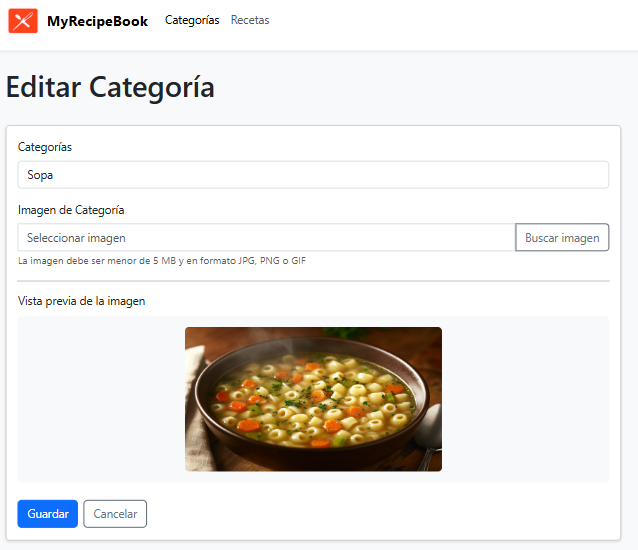 MyRecipeBook Categorías Recetas
Editar Categoría
Categorías
Sopa
Imagen de Categoría
Seleccionar imagen Buscar imagen
La imagen debe ser menor de 5 MB y en formato JPG, PNG o GIF
Vista previa de la imagen
Guardar Cancelar